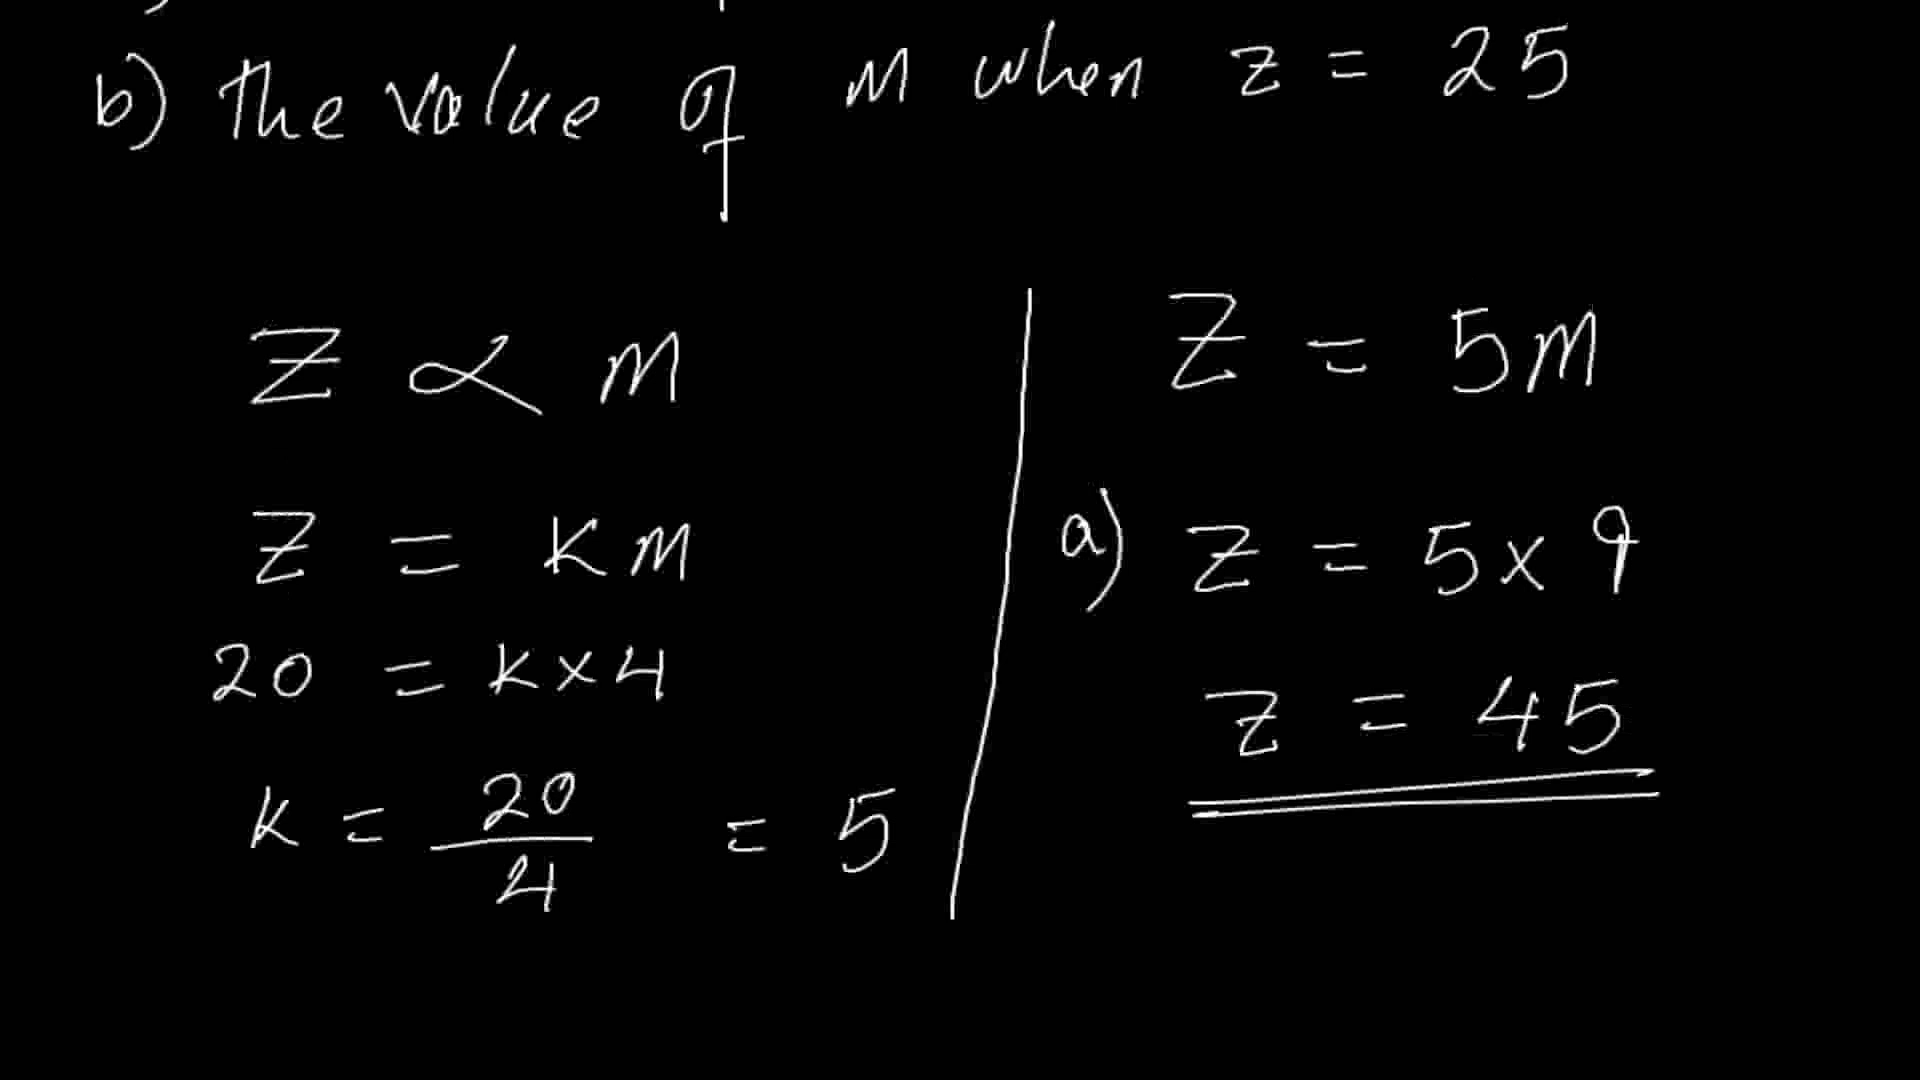 b) the value of M when z = 25
Z ∝ M
Z = KM
20 = K×4
K = 20/4 = 5
Z = 5M
a) Z = 5×9
Z = 45